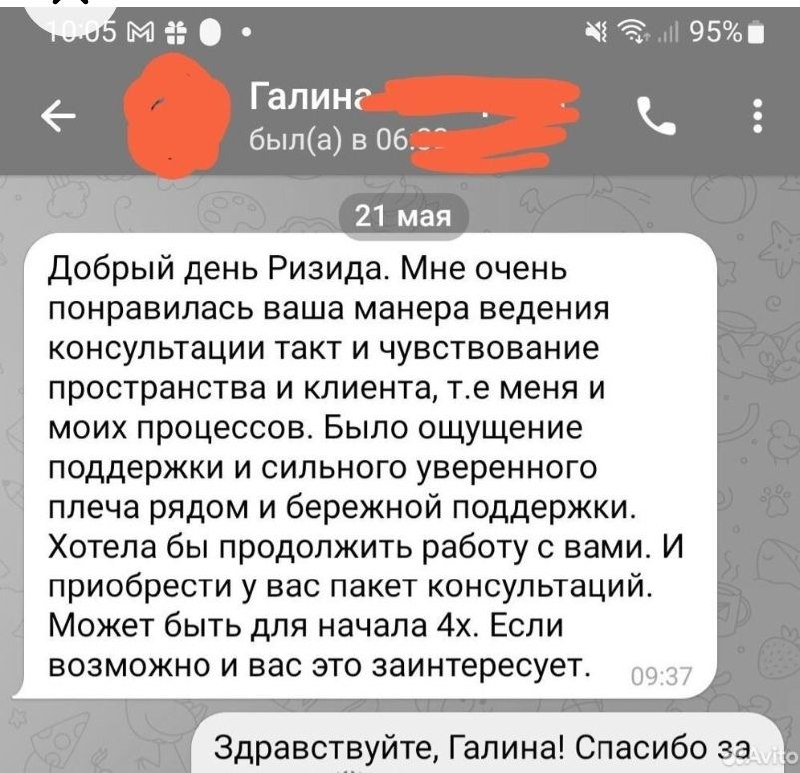 10:05
95%
Галина
был(а) в 06
21 мая
Добрый день Ризида. Мне очень
понравилась ваша манера ведения
консультации такт и чувствование
пространства и клиента, т.е меня и
моих процессов. Было ощущение
поддержки и сильного уверенного
плеча рядом и бережной поддержки.
Хотела бы продолжить работу с вами. И
приобрести у вас пакет консультаций.
Может быть для начала 4х. Если
возможно и вас это заинтересует.
09:37
Здравствуйте, Галина! Спасибо за
Avito